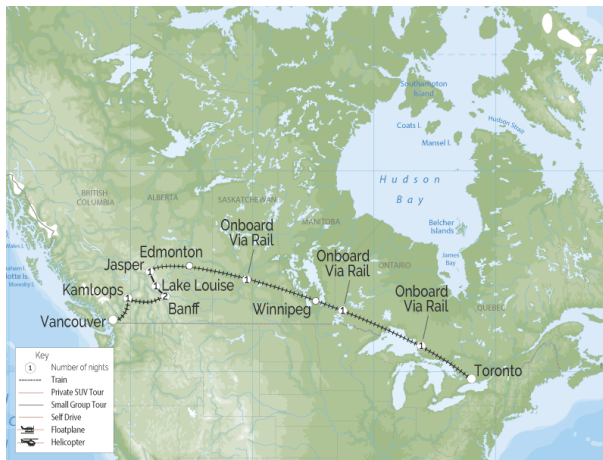 Southampton
Island
Coats I.
Mansel I.
Hudson Strait
Hudson
Bay
BRITISH
COLUMBIA
ALBERTA
SASKATCHEWAN
MANITOBA
Belcher
Islands
James
Bay
ONTARIO
QUEBEC
Onboard
Via Rail
Onboard
Via Rail
Onboard
Via Rail
Edmonton
Jasper
1
1
Lake Louise
Kamloops
1
2
Banff
Vancouver
1
Winnipeg
1
1
Toronto
Key
1 Number of nights
Train
Private SUV Tour
Small Group Tour
Self Drive
Floatplane
Helicopter